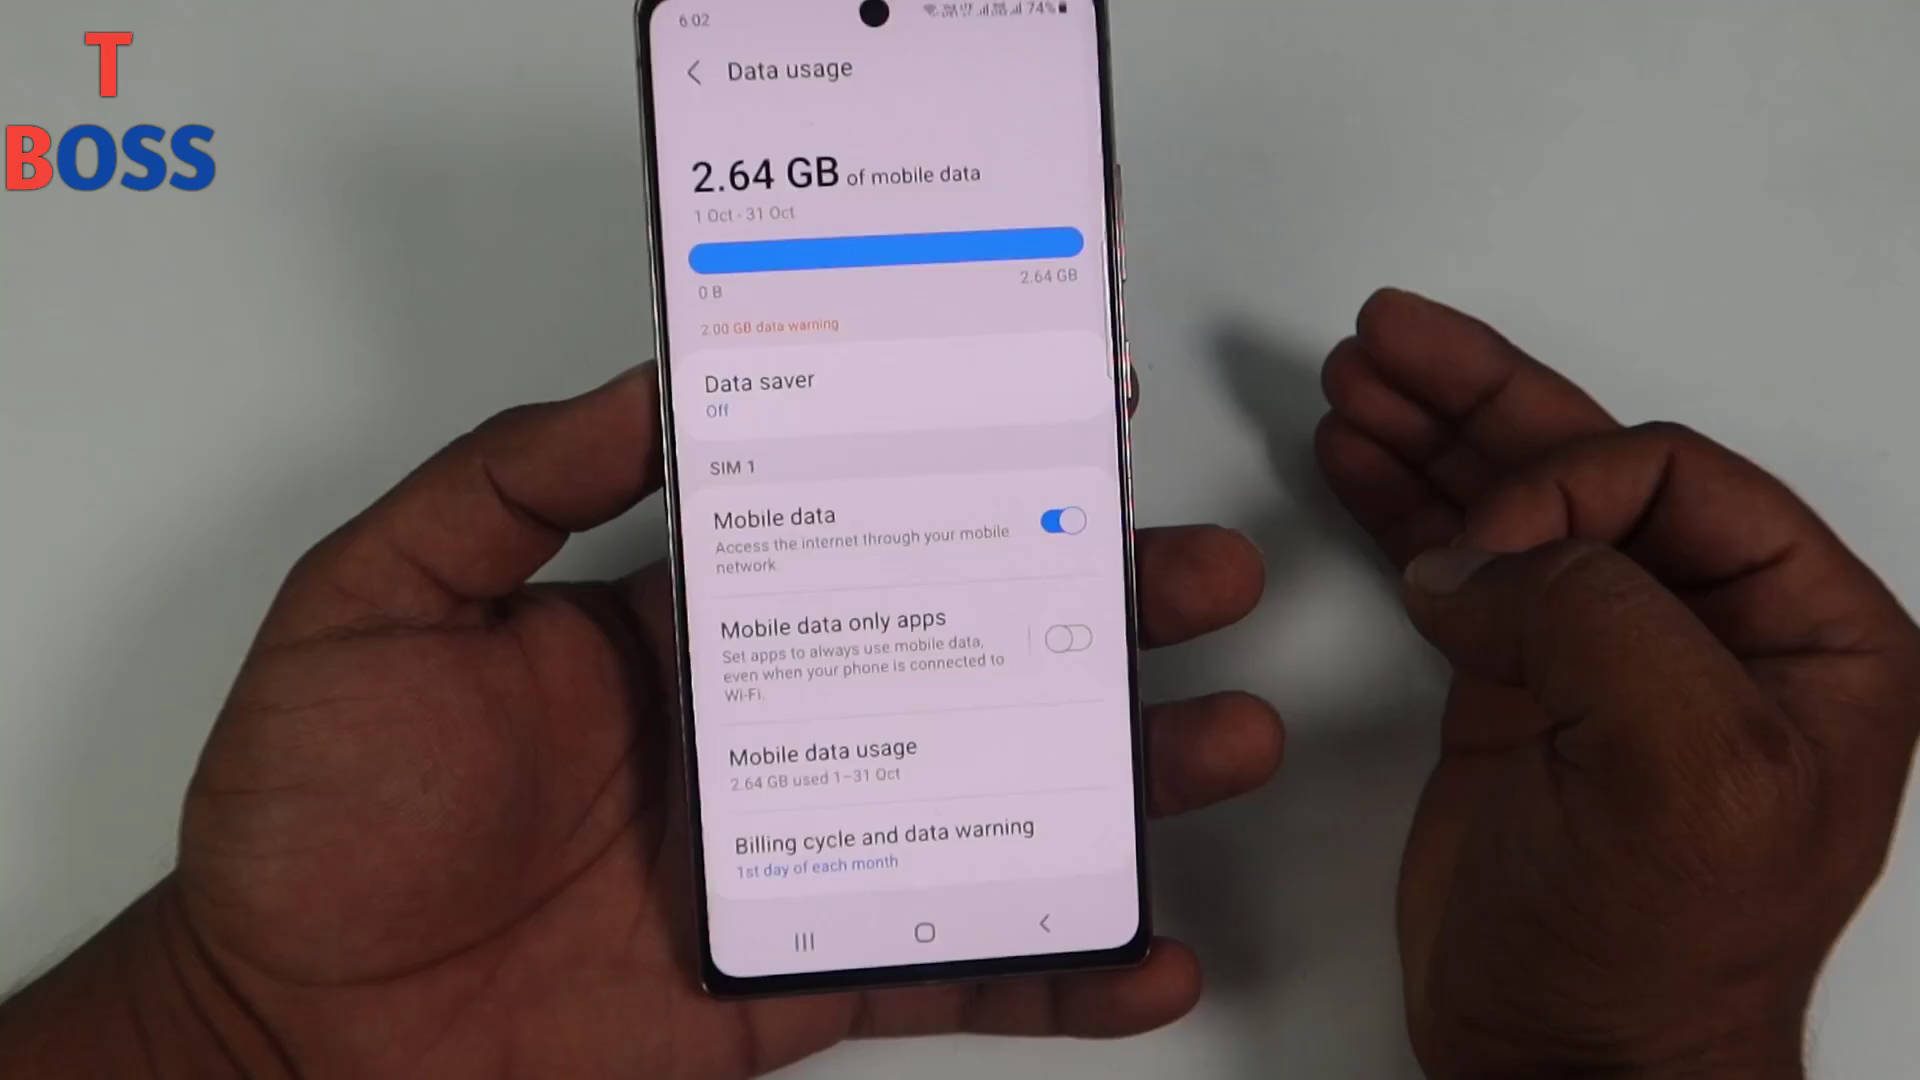 T
BOSS
6:02
74%
Data usage
2.64 GB of mobile data
1 Oct - 31 Oct
0 B
2.64 GB
2.00 GB data warning
Data saver
Off
SIM 1
Mobile data
Access the internet through your mobile
network.
Mobile data only apps
Set apps to always use mobile data,
even when your phone is connected to
Wi-Fi.
Mobile data usage
2.64 GB used 1–31 Oct
Billing cycle and data warning
1st day of each month